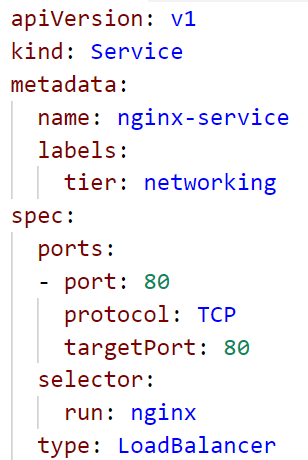 apiVersion: v1
kind: Service
metadata:
  name: nginx-service
  labels:
    tier: networking
spec:
  ports:
  - port: 80
    protocol: TCP
    targetPort: 80
  selector:
    run: nginx
  type: LoadBalancer